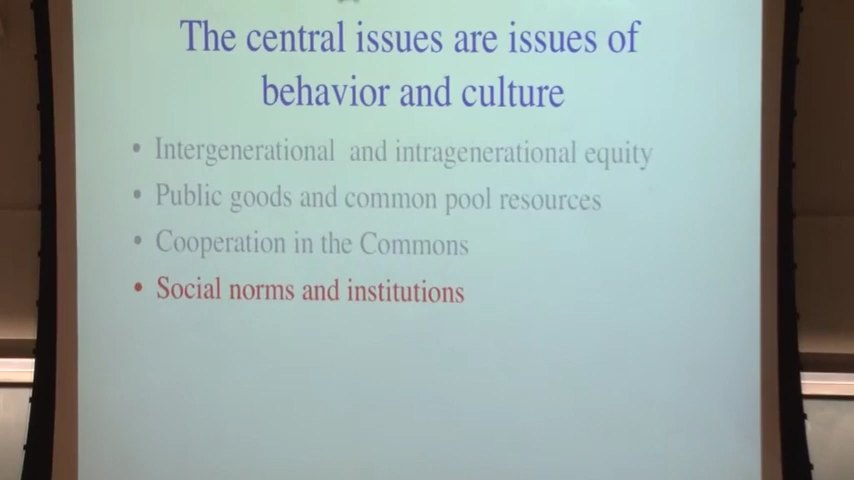 The central issues are issues of
behavior and culture
• Intergenerational and intragenerational equity
• Public goods and common pool resources
• Cooperation in the Commons
• Social norms and institutions